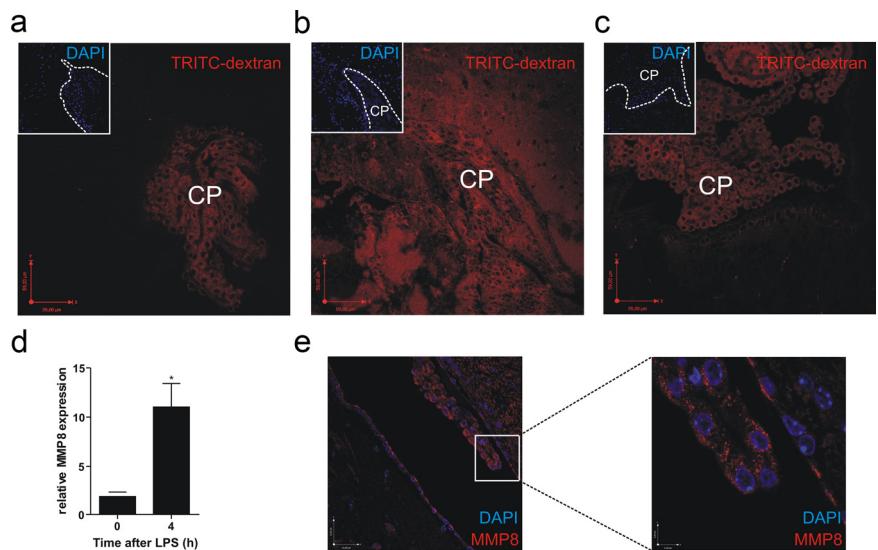 a
DAPI
TRITC-dextran
CP
b
DAPI
CP
TRITC-dextran
CP
c
DAPI
CP
TRITC-dextran
CP
d
relative MMP8 expression
15
10
5
0
*
0
4
Time after LPS (h)
e
DAPI
MMP8
DAPI
MMP8